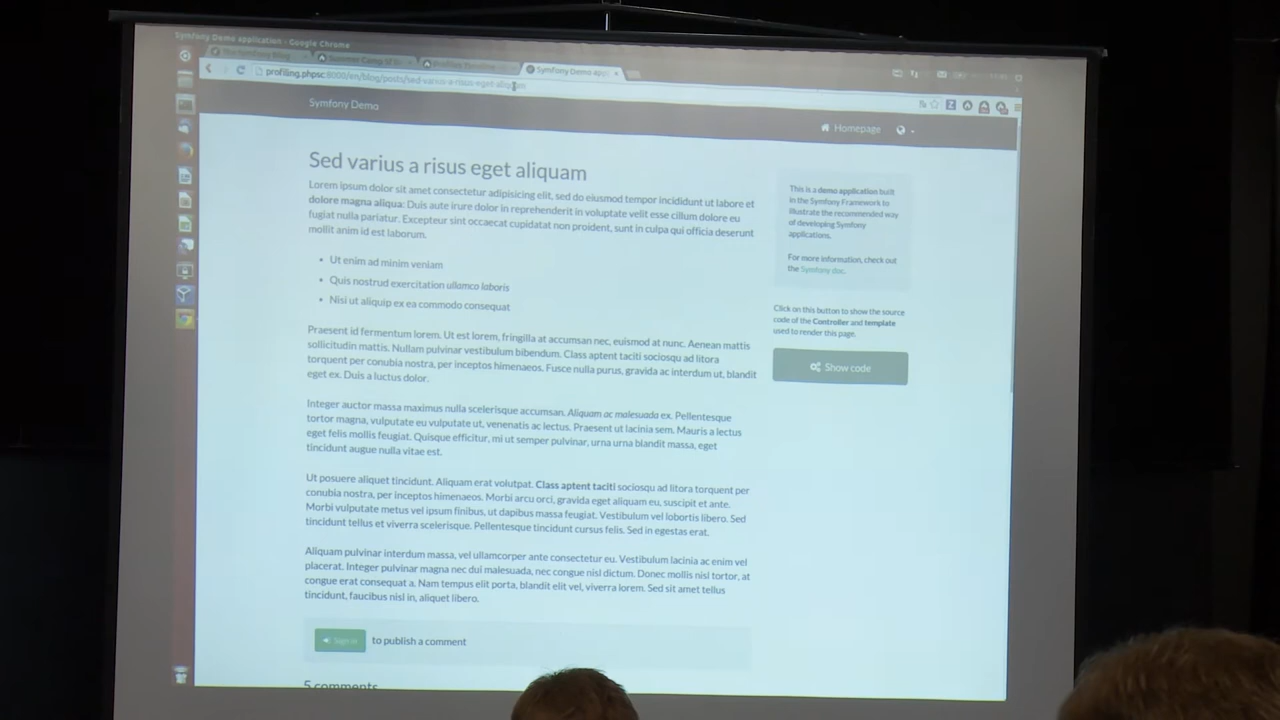 Symfony Demo application - Google Chrome
Symfony Demo appl
profiling.phpsc:8000/en/blog/posts/sed-varius-a-risus-eget-aliquam
Symfony Demo
Homepage
Sed varius a risus eget aliquam
Lorem ipsum dolor sit amet consectetur adipisicing elit, sed do eiusmod tempor incididunt ut labore et
dolore magna aliqua: Duis aute irure dolor in reprehenderit in voluptate velit esse cillum dolore eu
fugiat nulla pariatur. Excepteur sint occaecat cupidatat non proident, sunt in culpa qui officia deserunt
mollit anim id est laborum.
• Ut enim ad minim veniam
• Quis nostrud exercitation ullamco laboris
• Nisi ut aliquip ex ea commodo consequat
Praesent id fermentum lorem. Ut est lorem, fringilla at accumsan nec, euismod at nunc. Aenean mattis
sollicitudin mattis. Nullam pulvinar vestibulum bibendum. Class aptent taciti sociosqu ad litora
torquent per conubia nostra, per inceptos himenaeos. Fusce nulla purus, gravida ac interdum ut, blandit
eget ex. Duis a luctus dolor.
Integer auctor massa maximus nulla scelerisque accumsan. Aliquam ac malesuada ex. Pellentesque
tortor magna, vulputate eu vulputate ut, venenatis ac lectus. Praesent ut lacinia sem. Mauris a lectus
eget felis mollis feugiat. Quisque efficitur, mi ut semper pulvinar, urna urna blandit massa, eget
tincidunt augue nulla vitae est.
Ut posuere aliquet tincidunt. Aliquam erat volutpat. Class aptent taciti sociosqu ad litora torquent per
conubia nostra, per inceptos himenaeos. Morbi arcu orci, gravida eget aliquam eu, suscipit et ante.
Morbi vulputate metus vel ipsum finibus, ut dapibus massa feugiat. Vestibulum vel lobortis libero. Sed
tincidunt tellus et viverra scelerisque. Pellentesque tincidunt cursus felis. Sed in egestas erat.
Aliquam pulvinar interdum massa, vel ullamcorper ante consectetur eu. Vestibulum lacinia ac enim vel
placerat. Integer pulvinar magna nec dui malesuada, nec congue nisl dictum. Donec mollis nisl tortor, at
congue erat consequat a. Nam tempus elit porta, blandit elit vel, viverra lorem. Sed sit amet tellus
tincidunt, faucibus nisl in, aliquet libero.
Sign in to publish a comment
5 comments
This is a demo application built
in the Symfony Framework to
illustrate the recommended way
of developing Symfony
applications.
For more information, check out
the Symfony doc.
Click on this button to show the source
code of the Controller and template
used to render this page.
Show code